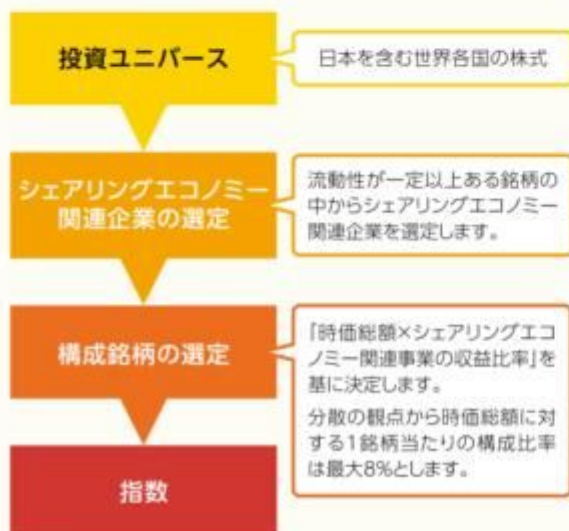 投資ユニバース
日本を含む世界各国の株式
シェアリングエコノミー
関連企業の選定
流動性が一定以上ある銘柄の
中からシェアリングエコノミー
関連企業を選定します。
構成銘柄の選定
「時価総額×シェアリングエコ
ノミー関連事業の収益比率」を
基に決定します。
分散の観点から時価総額に対
する1銘柄当たりの構成比率
は最大8%とします。
指数